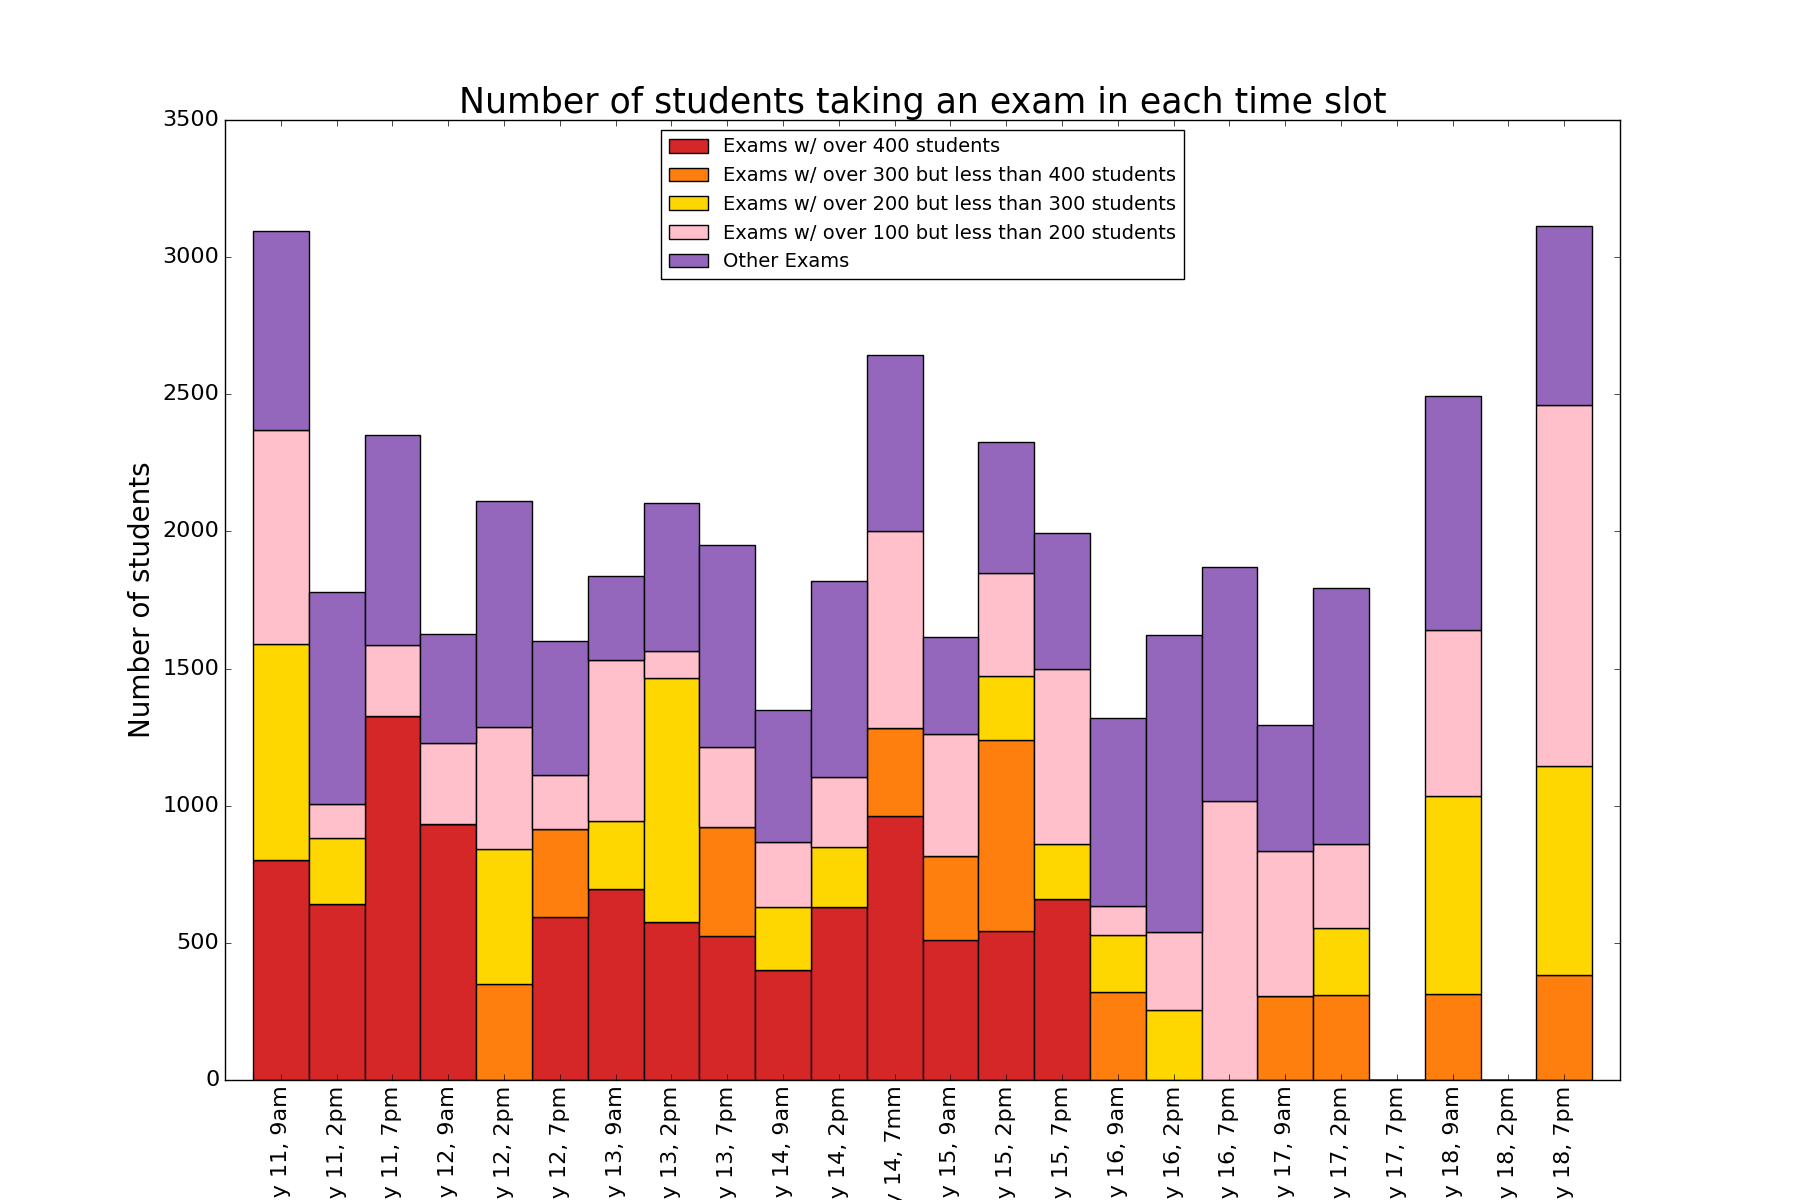 Number of students taking an exam in each time slot
Exams w/ over 400 students
Exams w/ over 300 but less than 400 students
Exams w/ over 200 but less than 300 students
Exams w/ over 100 but less than 200 students
Other Exams
Number of students
3500
3000
2500
2000
1500
1000
500
0
y 11, 9am
y 11, 2pm
y 11, 7pm
y 12, 9am
y 12, 2pm
y 12, 7pm
y 13, 9am
y 13, 2pm
y 13, 7pm
y 14, 9am
y 14, 2pm
y 14, 7mm
y 15, 9am
y 15, 2pm
y 15, 7pm
y 16, 9am
y 16, 2pm
y 16, 7pm
y 17, 9am
y 17, 2pm
y 17, 7pm
y 18, 9am
y 18, 2pm
y 18, 7pm